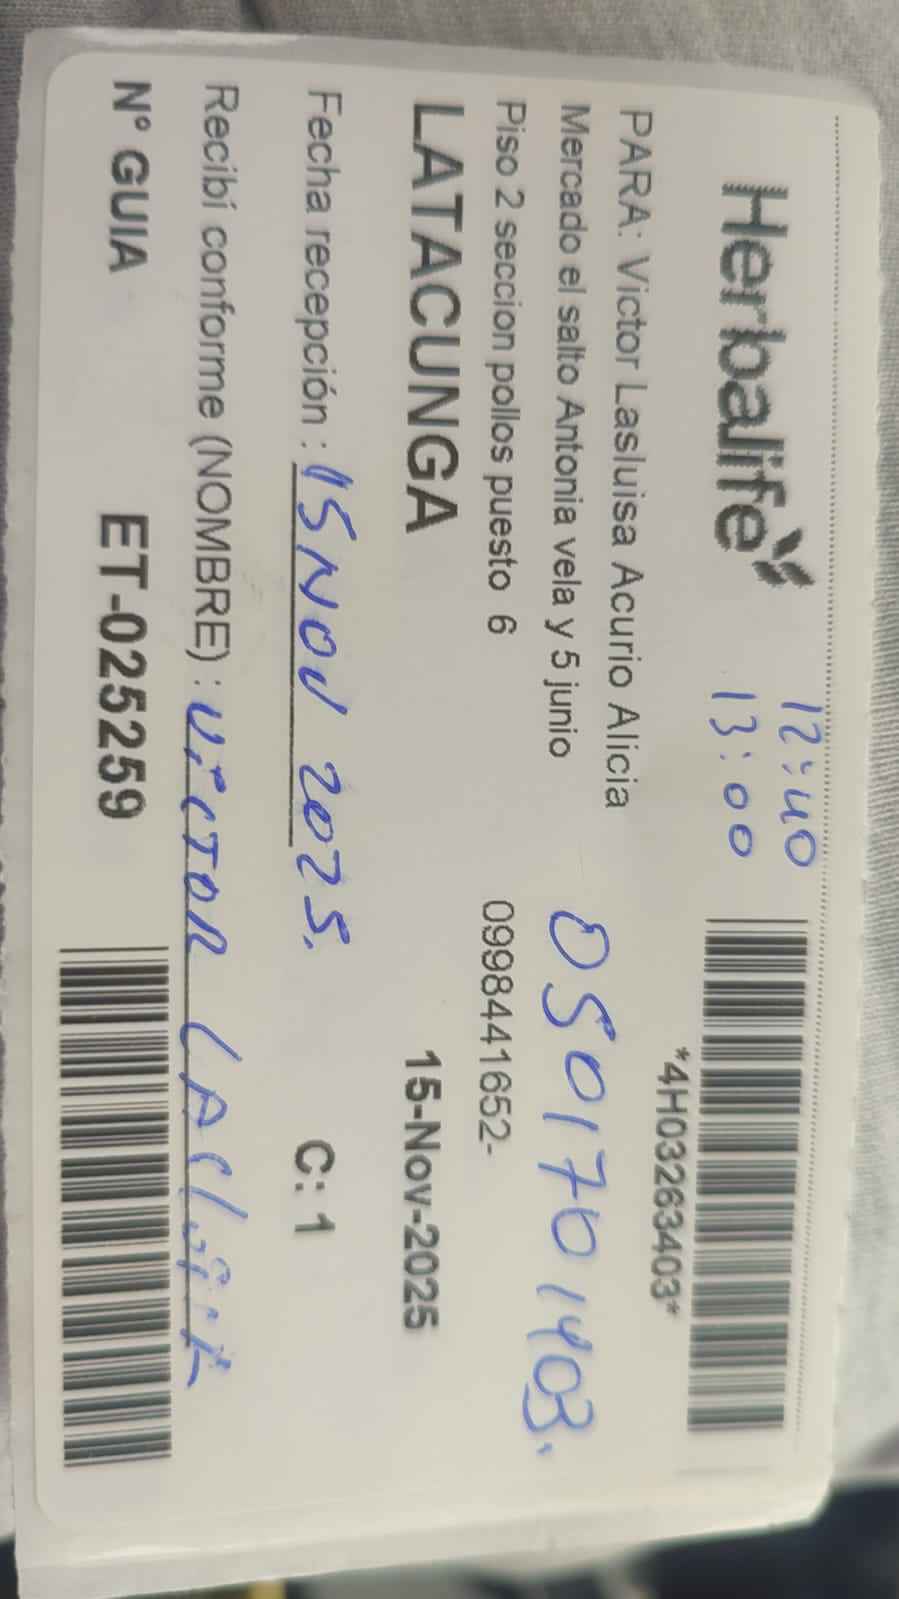 12:40
Herbalife 13:00
*4H03263403*
PARA: Victor Lasluisa Acurio Alicia
Mercado el salto Antonia vela y 5 junio 0501701403.
Piso 2 seccion pollos puesto 6 0998441652-
LATACUNGA 15-Nov-2025
Fecha recepción : 15 NOV 2025. C: 1
Recibí conforme (NOMBRE) : VICTOR
Nº GUIA ET-025259